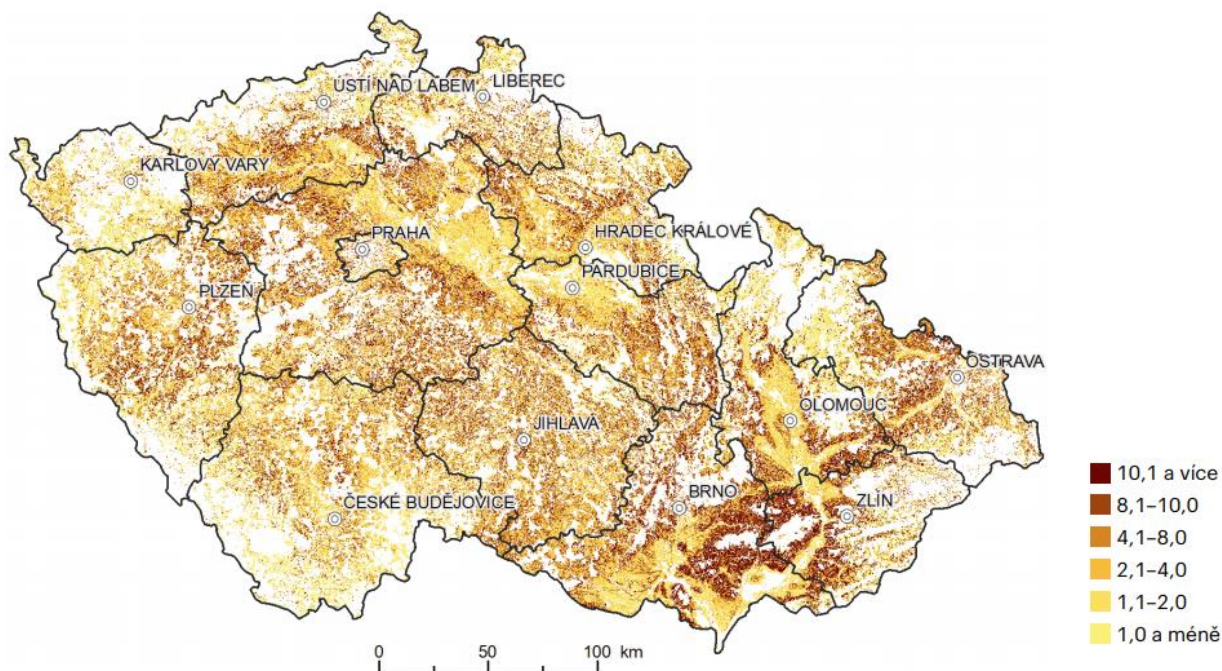 ÚSTÍ NAD LABEM
LIBEREC
KARLOVY VARY
PRAHA
HRADEC KRÁLOVÉ
PARDUBICE
PLZEŇ
OSTRAVA
OLOMOUC
JIHLAVA
BRNO
ZLÍN
ČESKÉ BUDĚJOVICE
10,1 a více
8,1–10,0
4,1–8,0
2,1–4,0
1,1–2,0
1,0 a méně
0 50 100 km